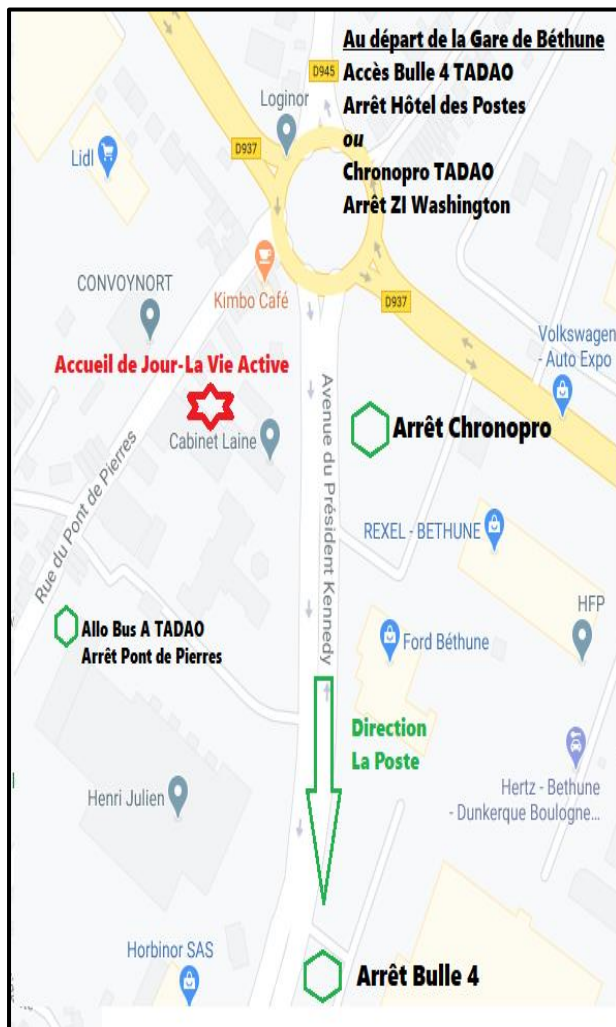 Au départ de la Gare de Béthune
Accès Bulle 4 TADAO
Arrêt Hôtel des Postes
ou
Chronopro TADAO
Arrêt ZI Washington
D945
Loginor
Lidl
D937
CONVOYNORT
Kimbo Café
D937
Volkswagen
- Auto Expo
Accueil de Jour-La Vie Active
Cabinet Laine
Arrêt Chronopro
Avenue du Président Kennedy
Rue du Pont de Pierres
REXEL - BETHUNE
HFP
Allo Bus A TADAO
Arrêt Pont de Pierres
Ford Béthune
Direction
La Poste
Henri Julien
Hertz - Bethune
- Dunkerque Boulogne...
Horbinor SAS
Arrêt Bulle 4